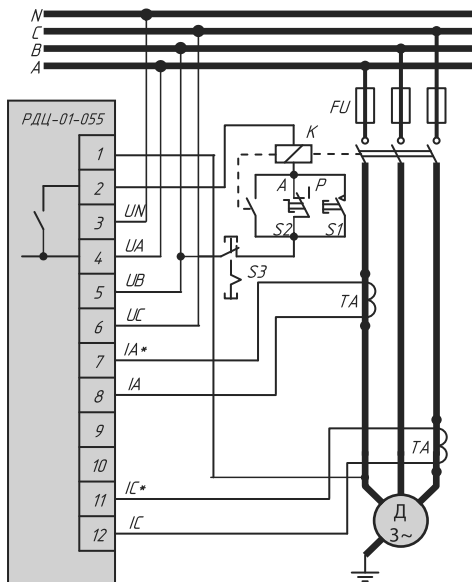 N
C
B
A
РДЦ-01-055
FU
K
1
2
A
P
3
UN
S2
S1
4
UA
5
UB
S3
6
UC
TA
7
IA*
8
IA
9
10
TA
11
IC*
12
IC
Д
3~